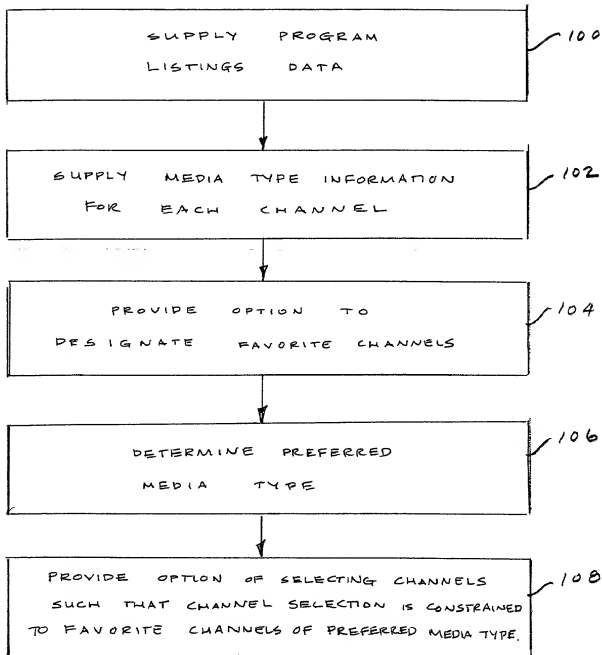 SUPPLY PROGRAM
LISTINGS DATA
100
SUPPLY MEDIA TYPE INFORMATION
FOR EACH CHANNEL
102
PROVIDE OPTION TO
DESIGNATE FAVORITE CHANNELS
104
DETERMINE PREFERRED
MEDIA TYPE
106
PROVIDE OPTION OF SELECTING CHANNELS
SUCH THAT CHANNEL SELECTION IS CONSTRAINED
TO FAVORITE CHANNELS OF PREFERRED MEDIA TYPE.
108